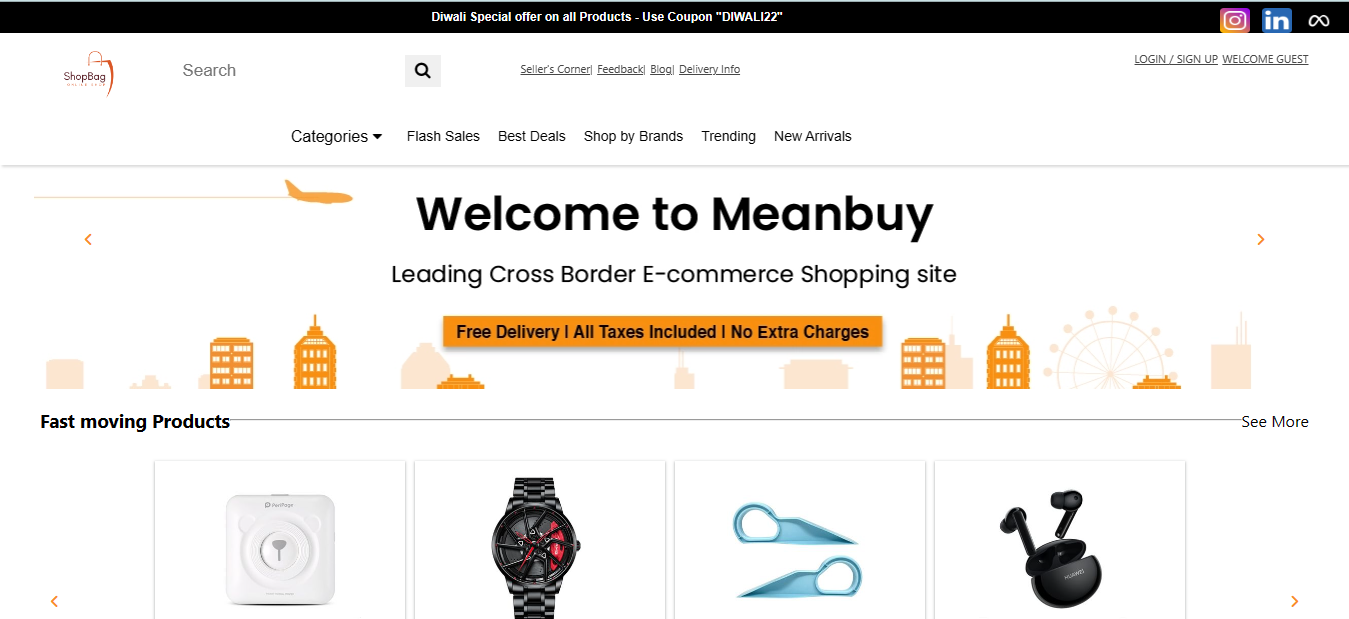 Diwali Special offer on all Products - Use Coupon "DIWALI22"
ShopBag
ONLINE SHOP
Search
Seller's Corner| Feedback| Blog| Delivery Info
LOGIN / SIGN UP WELCOME GUEST
Categories Flash Sales Best Deals Shop by Brands Trending New Arrivals
Welcome to Meanbuy
Leading Cross Border E-commerce Shopping site
Free Delivery | All Taxes Included | No Extra Charges
Fast moving Products
See More
PeriPage
HUAWEI